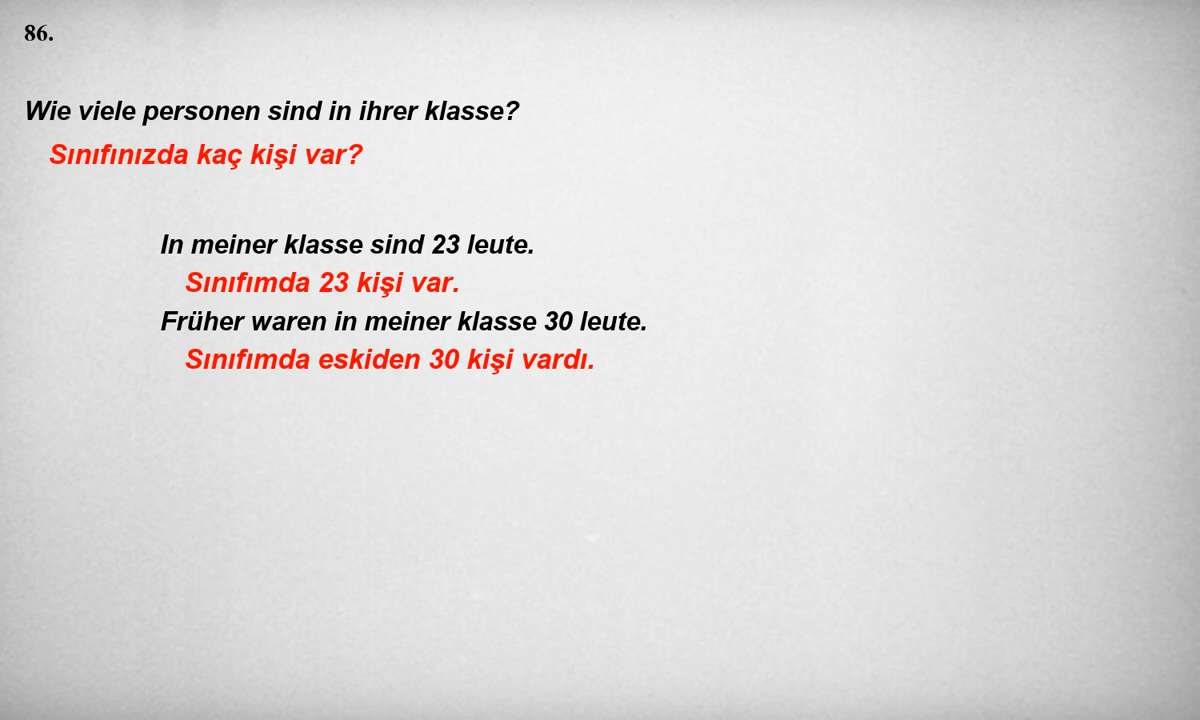 86.
Wie viele personen sind in ihrer klasse?
Sınıfınızda kaç kişi var?
In meiner klasse sind 23 leute.
Sınıfımda 23 kişi var.
Früher waren in meiner klasse 30 leute.
Sınıfımda eskiden 30 kişi vardı.